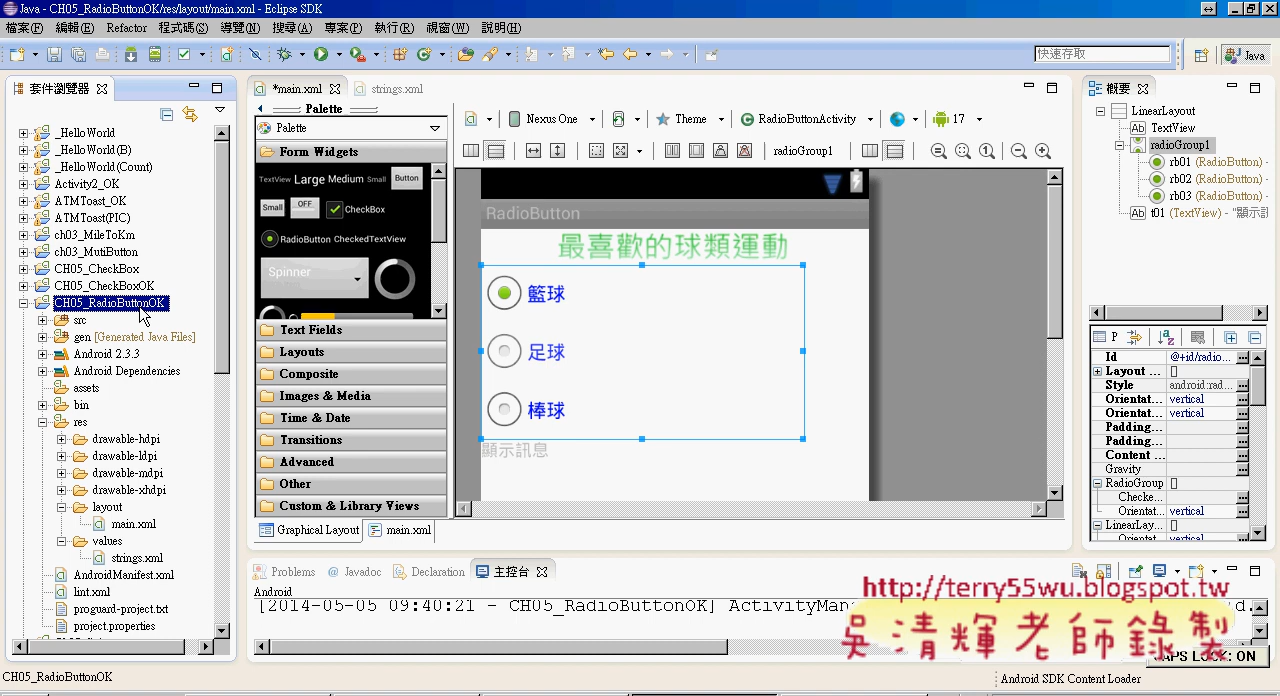 Java - CH05_RadioButtonOK/res/layout/main.xml - Eclipse SDK
檔案(F) 編輯(E) Refactor 程式碼(S) 導覽(N) 搜尋(A) 專案(P) 執行(R) 視窗(W) 說明(H)
快速存取
Java
套件瀏覽器
_HelloWorld
_HelloWorld(B)
_HelloWorld(Count)
Activity2_OK
ATMToast_OK
ATMToast(PIC)
ch03_MileToKm
ch03_MutiButton
CH05_CheckBox
CH05_CheckBoxOK
CH05_RadioButtonOK
src
gen [Generated Java Files]
Android 2.3.3
Android Dependencies
assets
bin
res
drawable-hdpi
drawable-ldpi
drawable-mdpi
drawable-xhdpi
layout
main.xml
values
strings.xml
AndroidManifest.xml
lint.xml
proguard-project.txt
project.properties
*main.xml
strings.xml
Palette
Palette
Form Widgets
TextView Large Medium Small Button
Small OFF CheckBox
RadioButton CheckedTextView
Spinner
Text Fields
Layouts
Composite
Images & Media
Time & Date
Transitions
Advanced
Other
Custom & Library Views
Graphical Layout
main.xml
Nexus One
Theme
RadioButtonActivity
17
radioGroup1
RadioButton
最喜歡的球類運動
籃球
足球
棒球
顯示訊息
概要
LinearLayout
TextView
radioGroup1
rb01 (RadioButton) -
rb02 (RadioButton) -
rb03 (RadioButton) -
t01 (TextView) - "顯示訊
P
Id @+id/radio...
Layout ... []
Style android:rad...
Orientat... vertical
Orientat... vertical
Padding...
Padding...
Content ...
Gravity
RadioGroup []
Checke...
Orientat... vertical
LinearLay... []
Orientat... vertical
Problems
Javadoc
Declaration
主控台
Android
[2014-05-05 09:40:21 - CH05_RadioButtonOK] ActivityMan
d.
http://terry55wu.blogspot.tw
吳清輝老師錄製
CAPS LOCK: ON
CH05_RadioButtonOK
Android SDK Content Loader